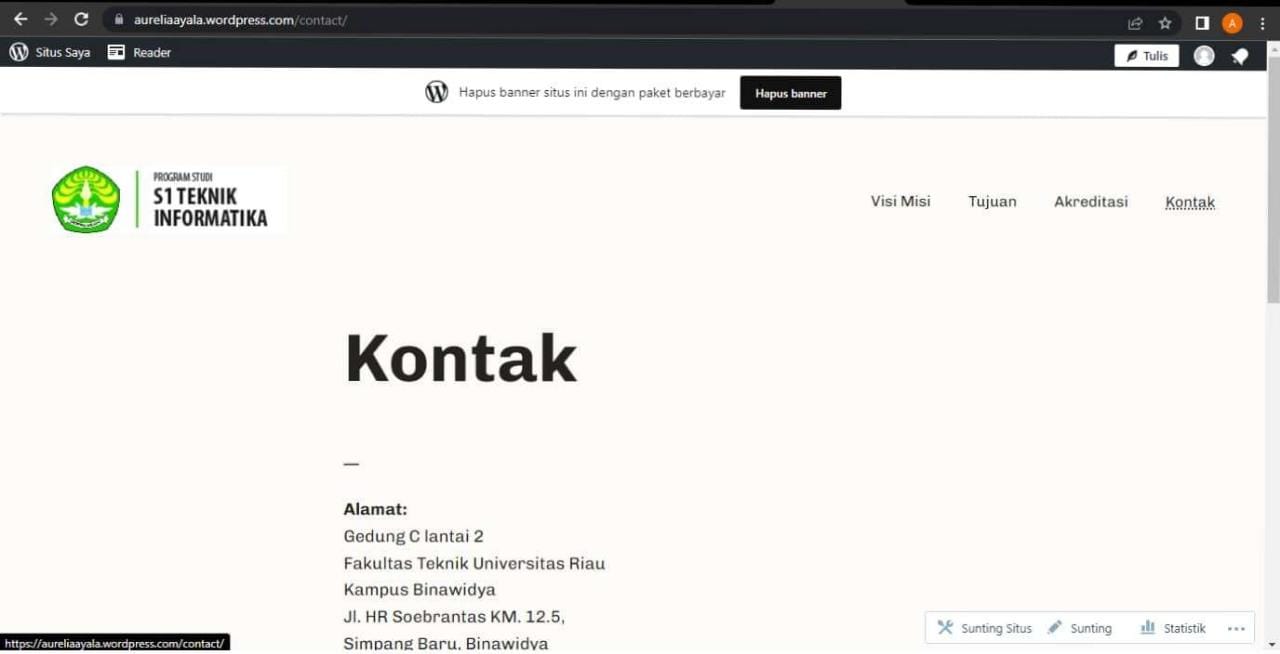 aureliaayala.wordpress.com/contact/
A
Situs Saya
Reader
Tulis
Hapus banner situs ini dengan paket berbayar
Hapus banner
PROGRAM STUDI
S1 TEKNIK
INFORMATIKA
Visi Misi
Tujuan
Akreditasi
Kontak
Kontak
—
Alamat:
Gedung C lantai 2
Fakultas Teknik Universitas Riau
Kampus Binawidya
Jl. HR Soebrantas KM. 12.5,
Simpang Baru, Binawidya
Sunting Situs
Sunting
Statistik
https://aureliaayala.wordpress.com/contact/